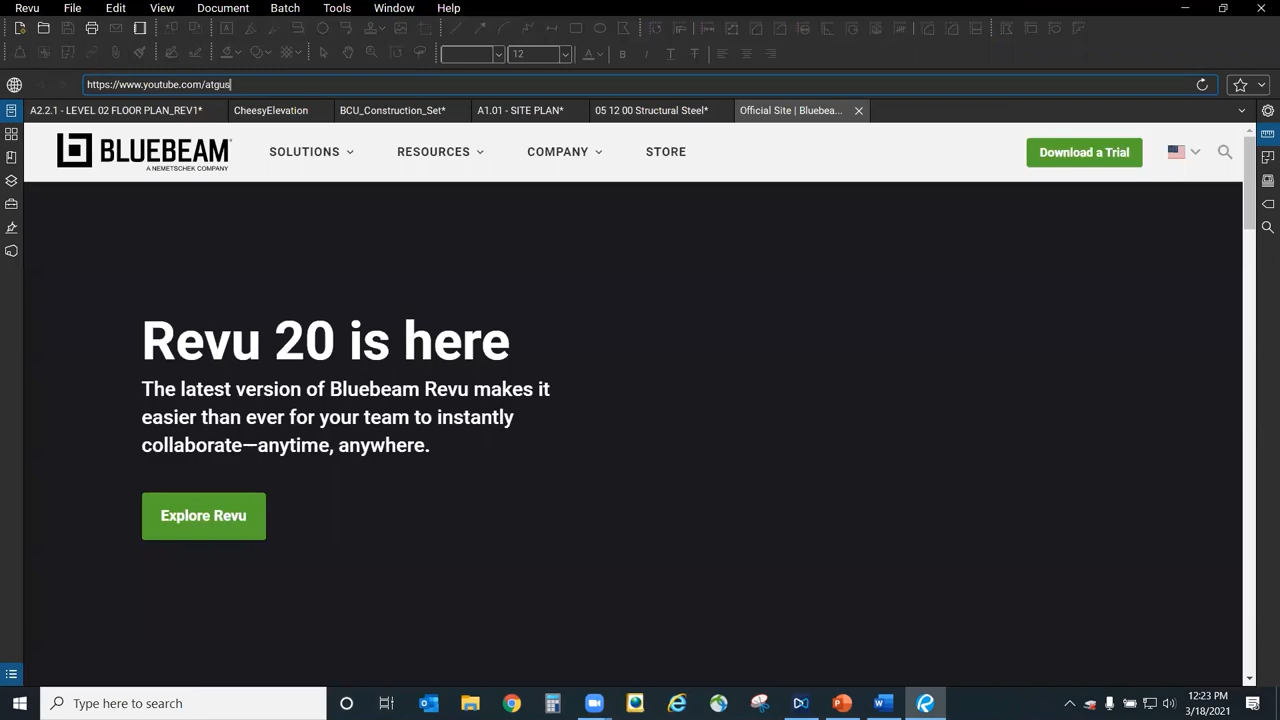 Revu File Edit View Document Batch Tools Window Help
12
https://www.youtube.com/atgus
A2.2.1 - LEVEL 02 FLOOR PLAN_REV1* CheesyElevation BCU_Construction_Set* A1.01 - SITE PLAN* 05 12 00 Structural Steel* Official Site | Bluebea...
BLUEBEAM
A NEMETSCHEK COMPANY
SOLUTIONS RESOURCES COMPANY STORE
Download a Trial
Revu 20 is here
The latest version of Bluebeam Revu makes it
easier than ever for your team to instantly
collaborate—anytime, anywhere.
Explore Revu
Type here to search
12:23 PM
3/18/2021